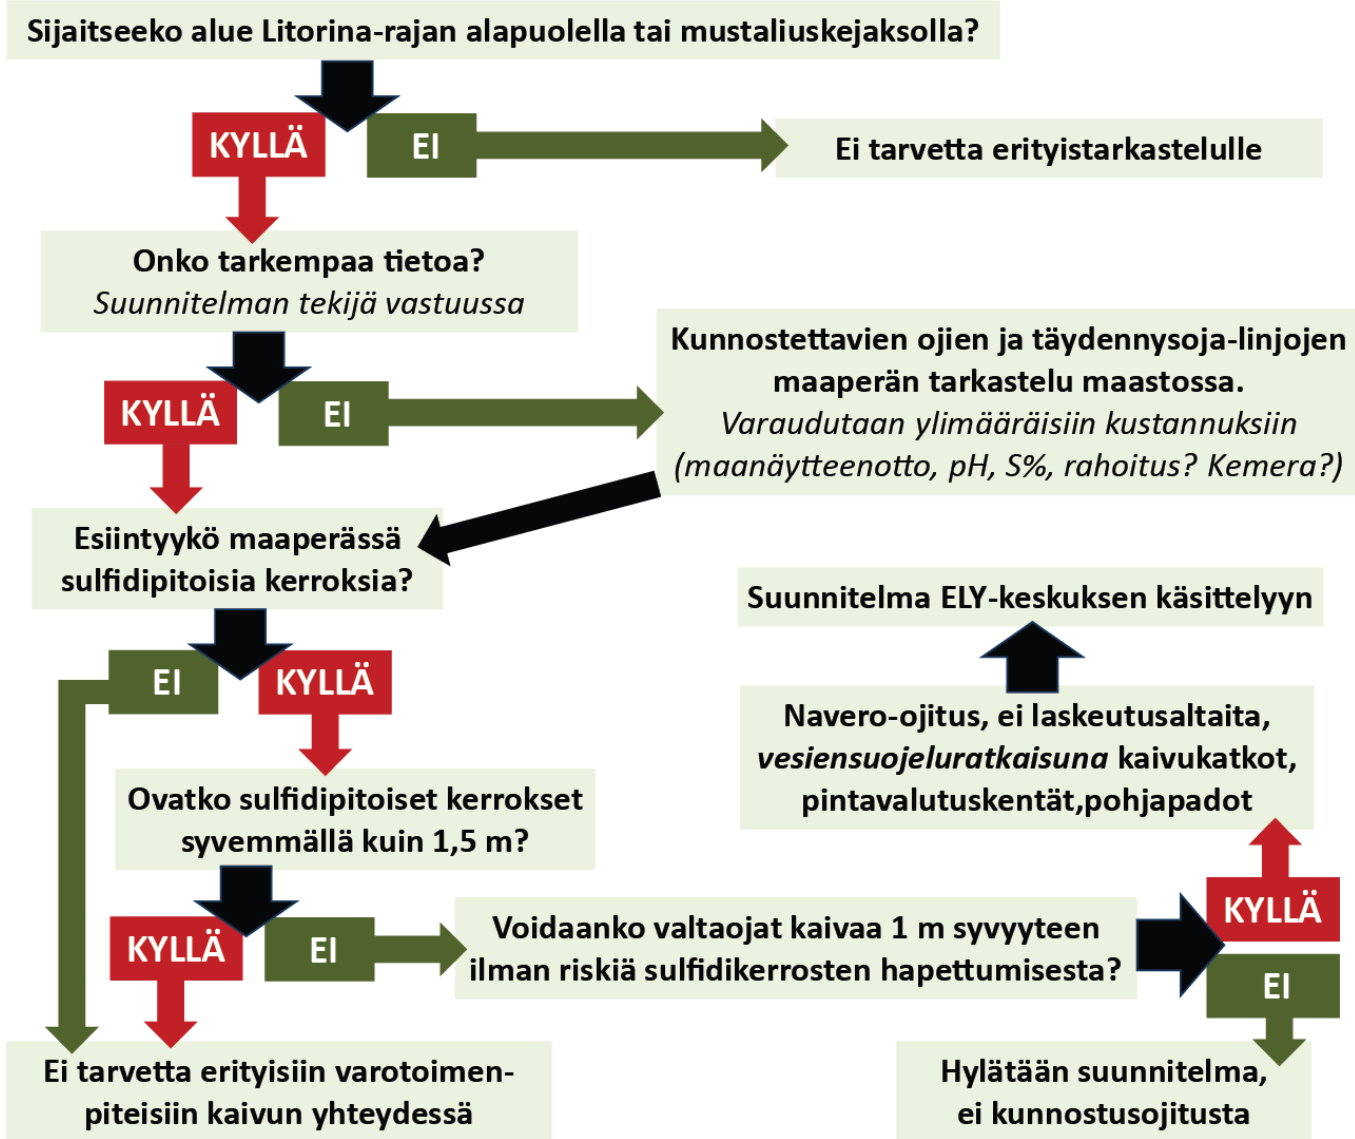 Sijaitseeko alue Litorina-rajan alapuolella tai mustaliuskejaksolla?
KYLLÄ
EI
Ei tarvetta erityistarkastelulle
Onko tarkempaa tietoa?
Suunnitelman tekijä vastuussa
KYLLÄ
EI
Kunnostettavien ojien ja täydennysoja-linjojen
maaperän tarkastelu maastossa.
Varaudutaan ylimääräisiin kustannuksiin
(maanäytteenotto, pH, S%, rahoitus? Kemera?)
Esiintyykö maaperässä
sulfidipitoisia kerroksia?
EI
KYLLÄ
Ovatko sulfidipitoiset kerrokset
syvemmällä kuin 1,5 m?
KYLLÄ
EI
Ei tarvetta erityisiin varotoimen-
piteisiin kaivun yhteydessä
Voidaanko valtaojat kaivaa 1 m syvyyteen
ilman riskiä sulfidikerrosten hapettumisesta?
KYLLÄ
EI
Suunnitelma ELY-keskuksen käsittelyyn
Navero-ojitus, ei laskeutusaltaita,
vesiensuojeluratkaisuna kaivukatkot,
pintavalutuskentät,pohjapadot
Hylätään suunnitelma,
ei kunnostusojitusta